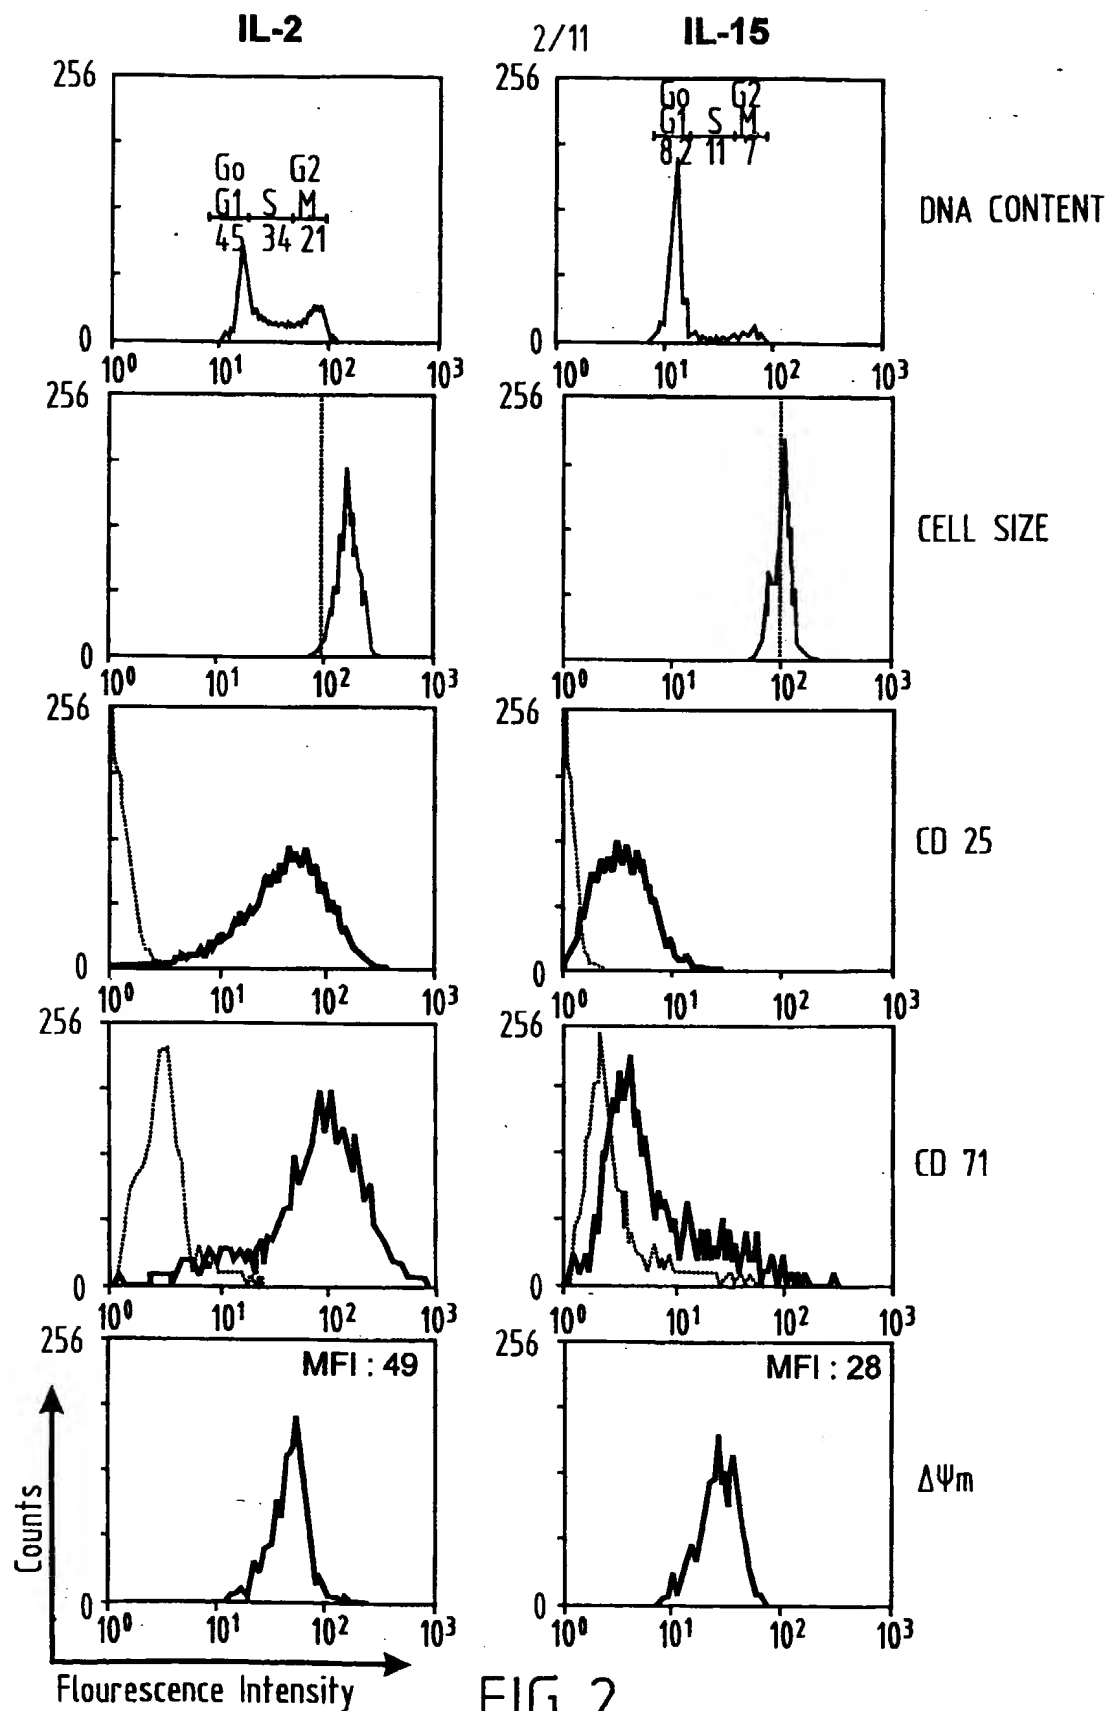 IL-2
2/11
IL-15
256
Go G2
G1 S M
45 34 21
0
10⁰ 10¹ 10² 10³
256
Go G2
G1 S M
82 11 7
0
10⁰ 10¹ 10² 10³
DNA CONTENT
256
0
10⁰ 10¹ 10² 10³
256
0
10⁰ 10¹ 10² 10³
CELL SIZE
256
0
10⁰ 10¹ 10² 10³
256
0
10⁰ 10¹ 10² 10³
CD 25
256
0
10⁰ 10¹ 10² 10³
256
0
10⁰ 10¹ 10² 10³
CD 71
256
MFI : 49
0
10⁰ 10¹ 10² 10³
256
MFI : 28
0
10⁰ 10¹ 10² 10³
ΔΨm
Counts
Flourescence Intensity
FIG. 2